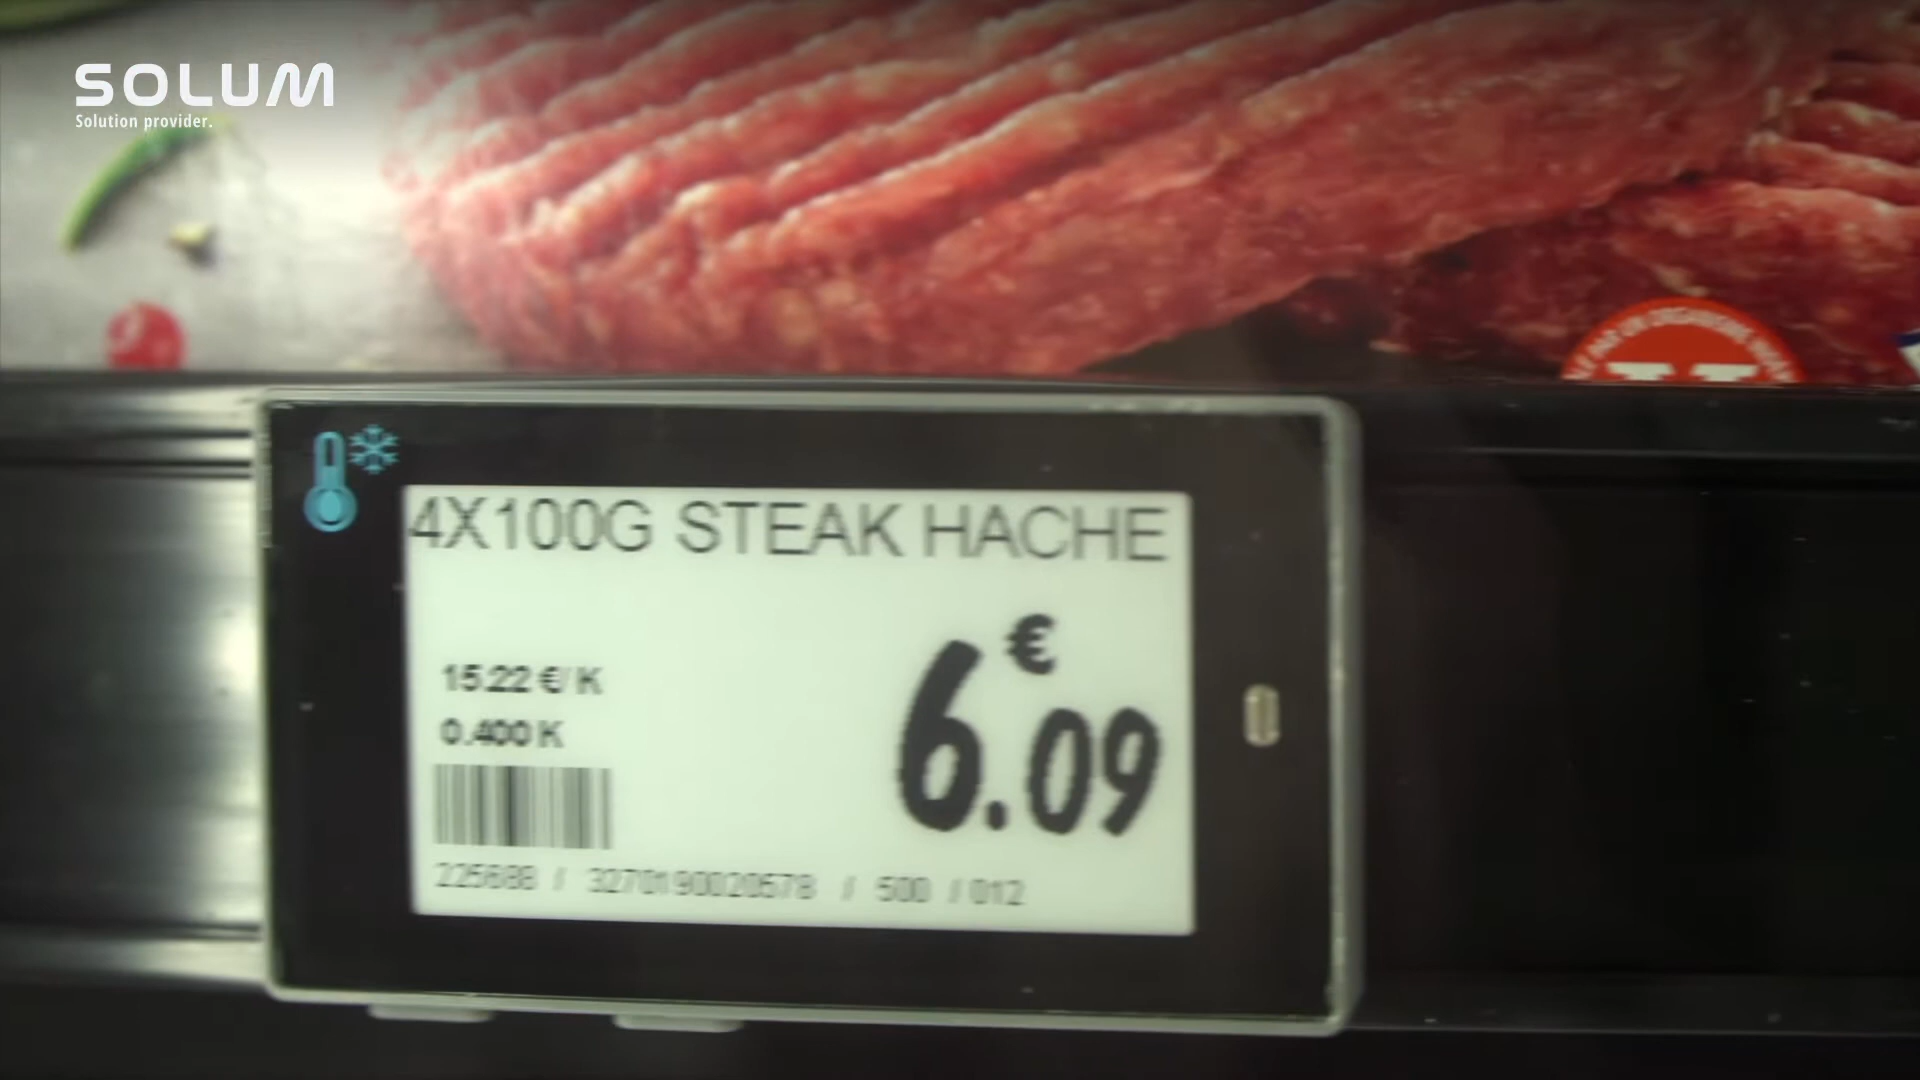 SOLUM
Solution provider.
4X100G STEAK HACHE
€
6.09
15.22 €/ K
0.400 K
225688 / 3270190020578 / 500 / 012